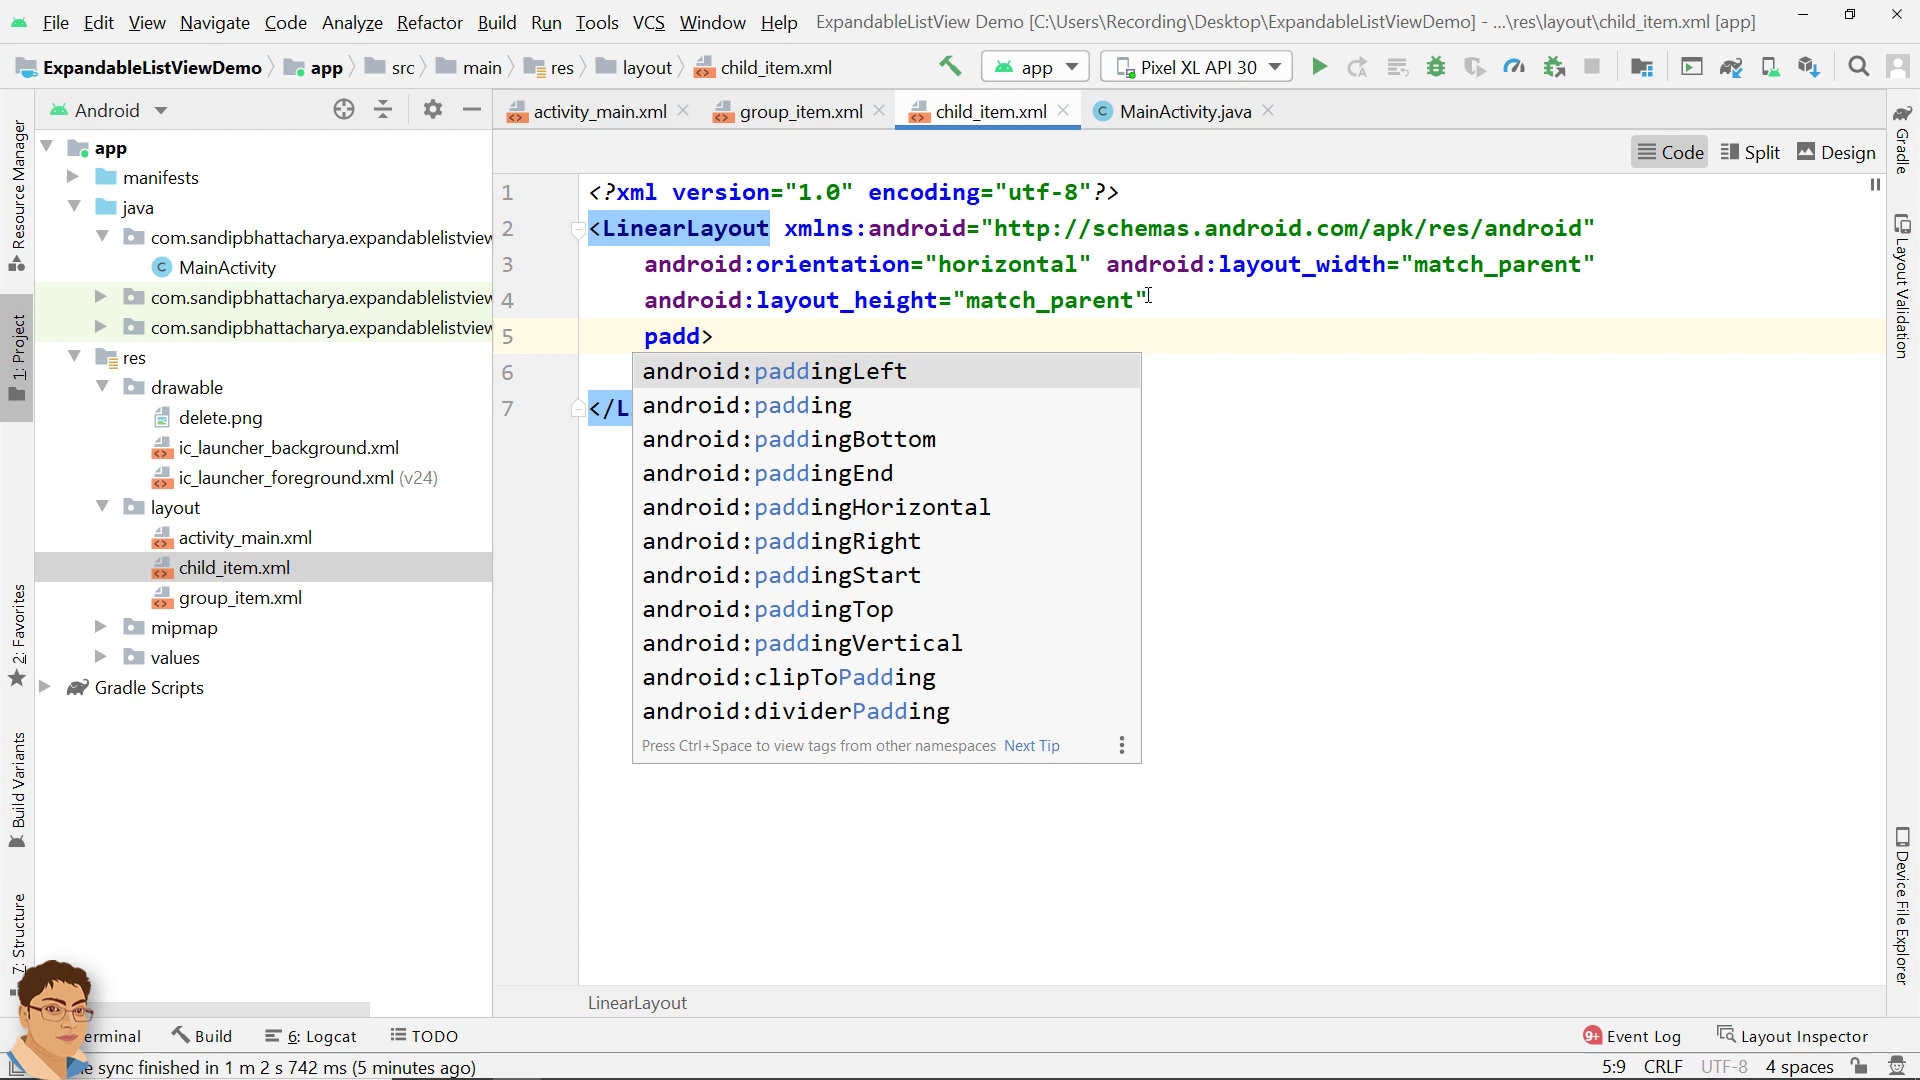 File Edit View Navigate Code Analyze Refactor Build Run Tools VCS Window Help ExpandableListView Demo [C:\Users\Recording\Desktop\ExpandableListViewDemo] - ...\res\layout\child_item.xml [app]
ExpandableListViewDemo app src main res layout child_item.xml app Pixel XL API 30
Android
activity_main.xml group_item.xml child_item.xml MainActivity.java
Code Split Design
Resource Manager
1: Project
2: Favorites
Build Variants
7: Structure
app
manifests
java
com.sandipbhattacharya.expandablelistview
MainActivity
com.sandipbhattacharya.expandablelistview
com.sandipbhattacharya.expandablelistview
res
drawable
delete.png
ic_launcher_background.xml
ic_launcher_foreground.xml (v24)
layout
activity_main.xml
child_item.xml
group_item.xml
mipmap
values
Gradle Scripts
1 <?xml version="1.0" encoding="utf-8"?>
2 <LinearLayout xmlns:android="http://schemas.android.com/apk/res/android"
3 android:orientation="horizontal" android:layout_width="match_parent"
4 android:layout_height="match_parent"
5 padd>
6
7 </L
android:paddingLeft
android:padding
android:paddingBottom
android:paddingEnd
android:paddingHorizontal
android:paddingRight
android:paddingStart
android:paddingTop
android:paddingVertical
android:clipToPadding
android:dividerPadding
Press Ctrl+Space to view tags from other namespaces Next Tip
LinearLayout
Gradle
Layout Validation
Device File Explorer
erminal Build 6: Logcat TODO 9+ Event Log Layout Inspector
sync finished in 1 m 2 s 742 ms (5 minutes ago) 5:9 CRLF UTF-8 4 spaces